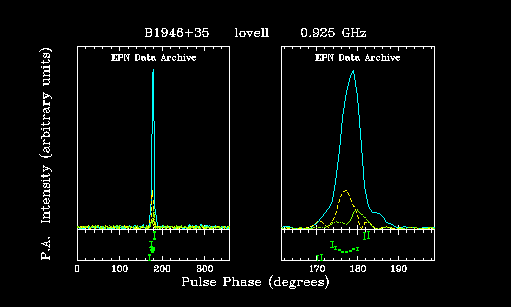 B1946+35 lovell 0.925 GHz
EPN Data Archive EPN Data Archive
P.A. Intensity (arbitrary units)
0 100 200 300 170 180 190
Pulse Phase (degrees)